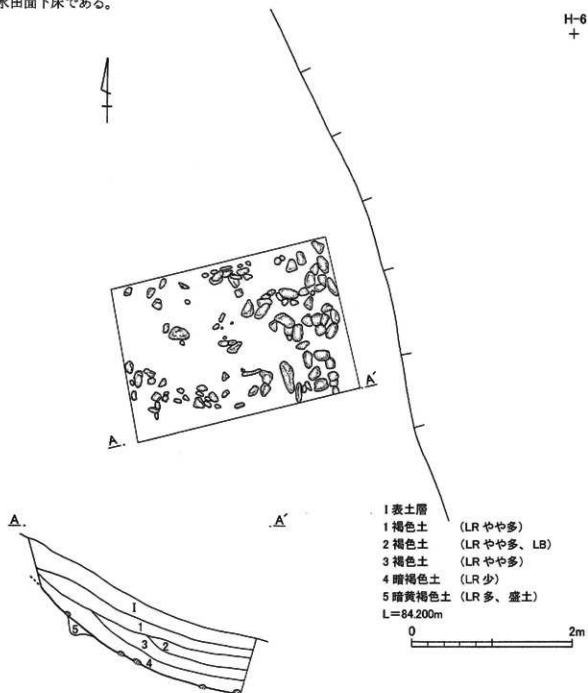 水田面下床である。
H-6
A
A´
A
A´
I
1
2
3
4
5
I 表土層
1 褐色土 (LR やや多)
2 褐色土 (LR やや多、LB)
3 褐色土 (LR やや多)
4 暗褐色土 (LR 少)
5 暗黄褐色土 (LR 多、盛土)
L=84.200m
0 2m